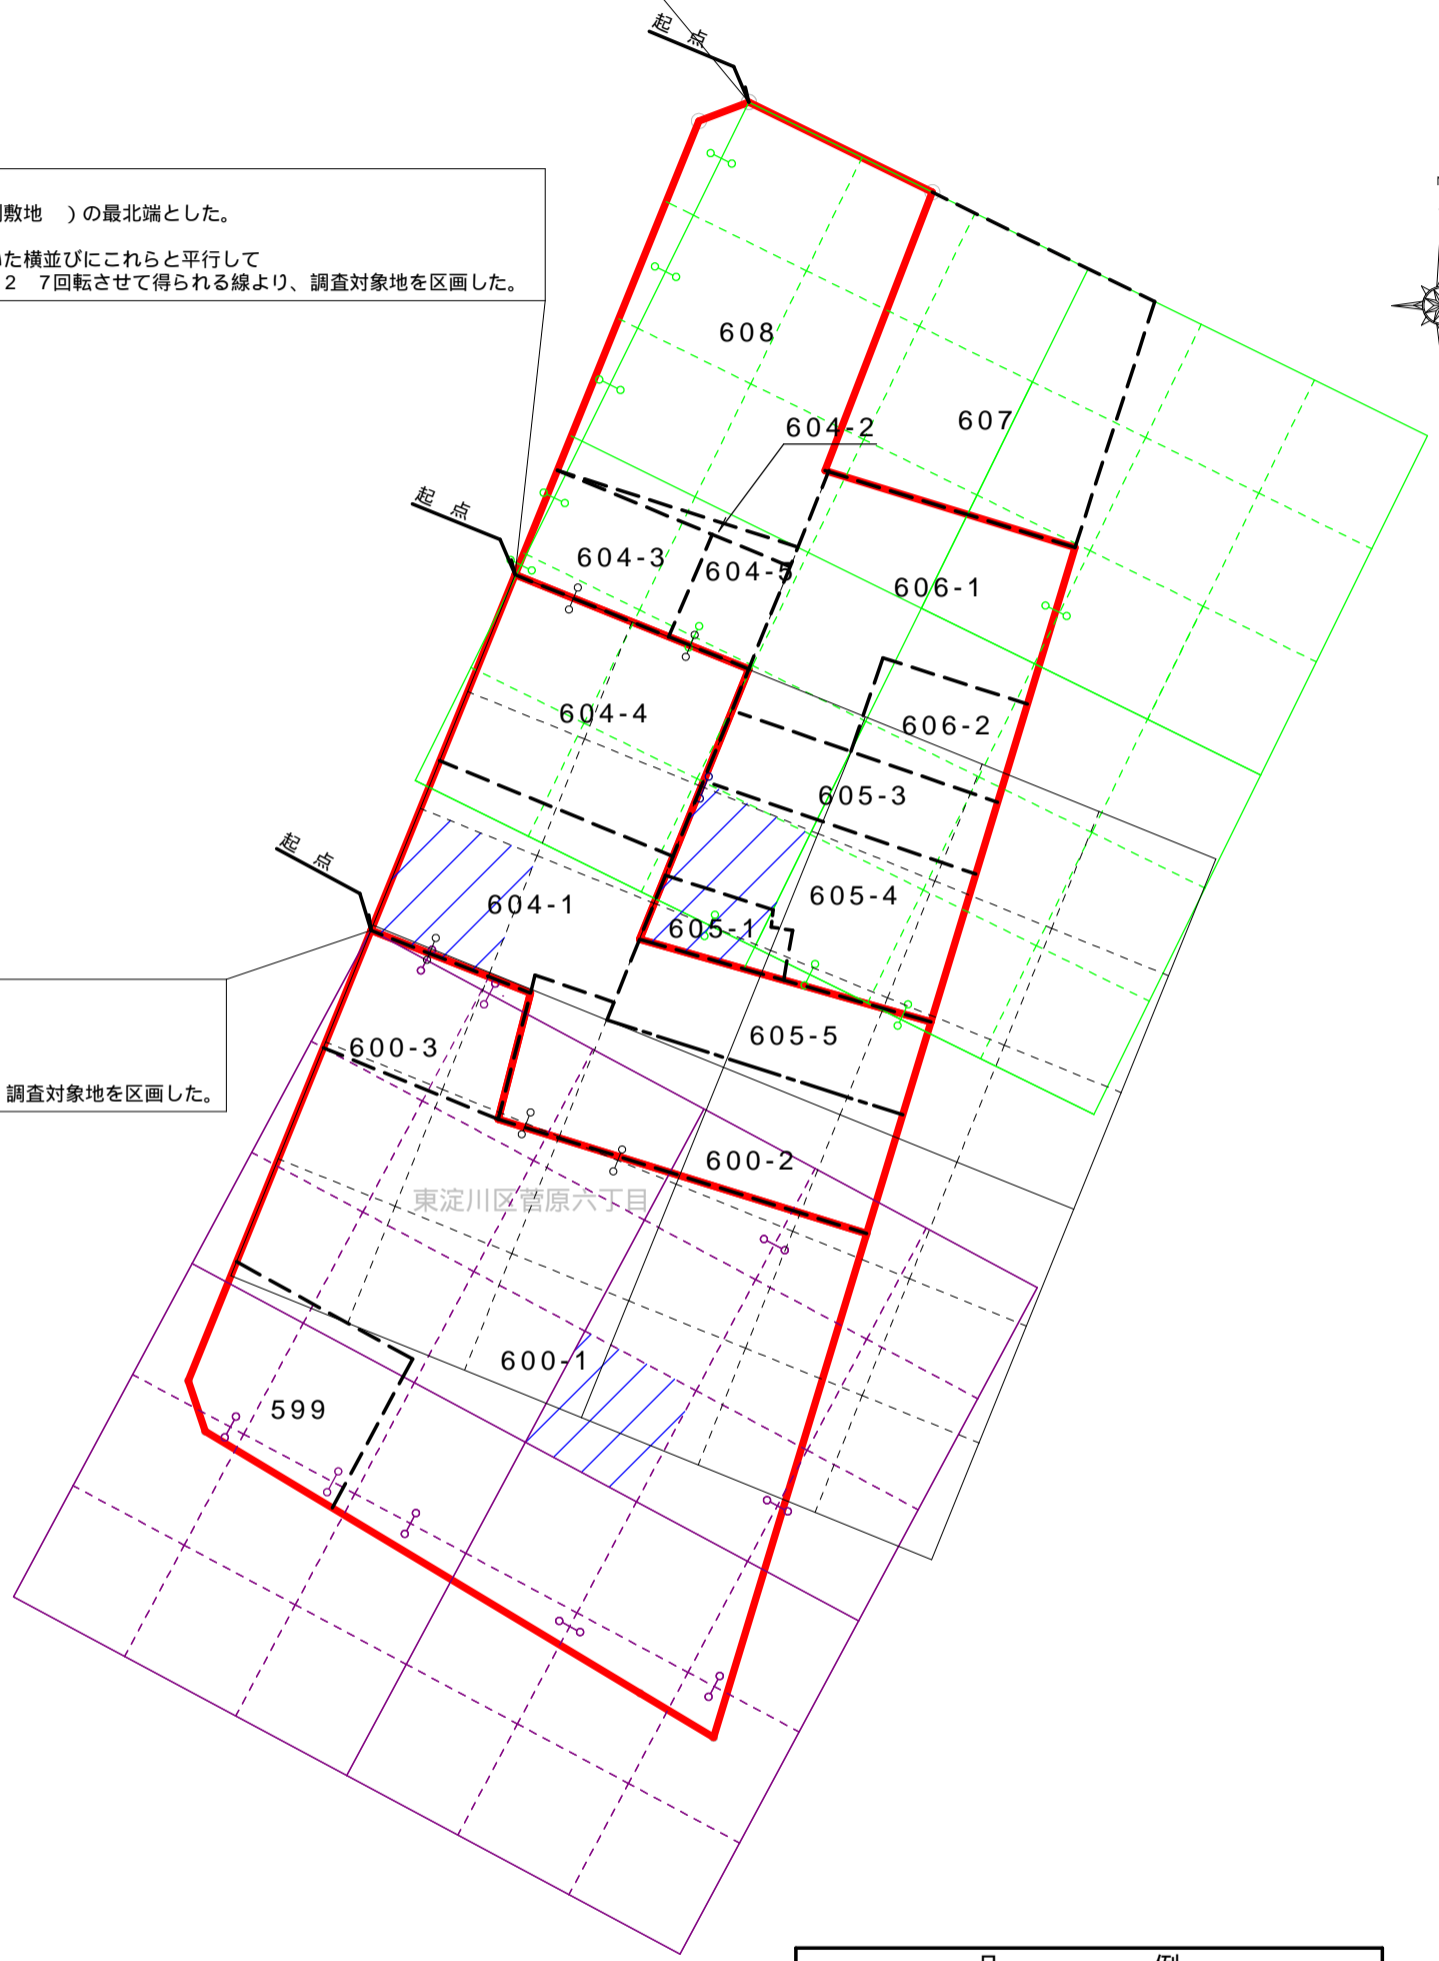 起 点
側敷地 ）の最北端とした。
いた横並びにこれらと平行して
2 7回転させて得られる線より、調査対象地を区画した。
608
604-2
607
起 点
604-3
604-5
606-1
604-4
606-2
605-3
起 点
604-1
605-4
605-1
605-5
600-3
調査対象地を区画した。
600-2
東淀川区菅原六丁目
600-1
599